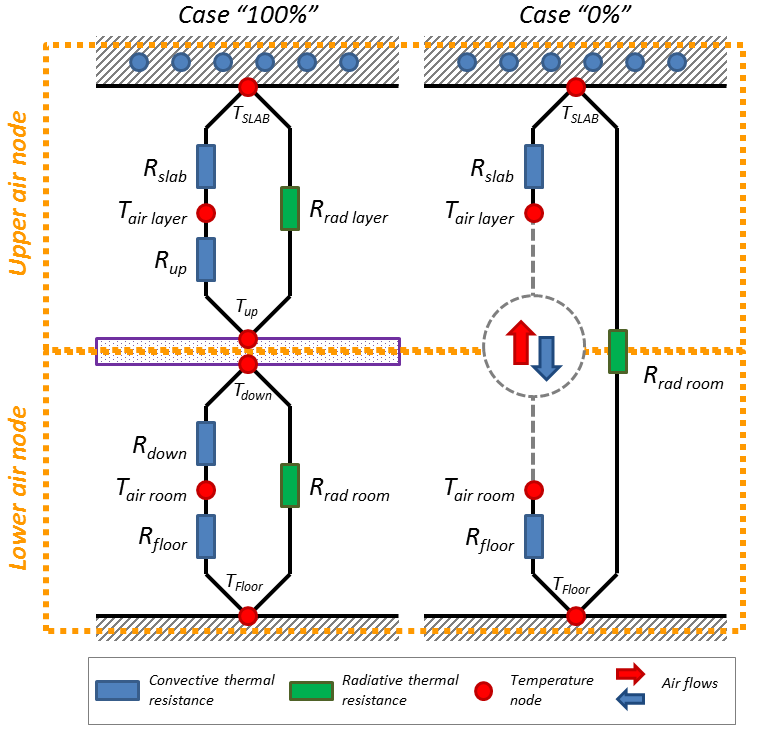 Case “100%”
Case “0%”
Upper air node
Lower air node
T_SLAB
R_slab
T_air layer
R_up
R_rad layer
T_up
T_down
R_down
T_air room
R_floor
R_rad room
T_Floor
T_SLAB
R_slab
T_air layer
R_rad room
T_air room
R_floor
T_Floor
Convective thermal
resistance
Radiative thermal
resistance
Temperature
node
Air flows